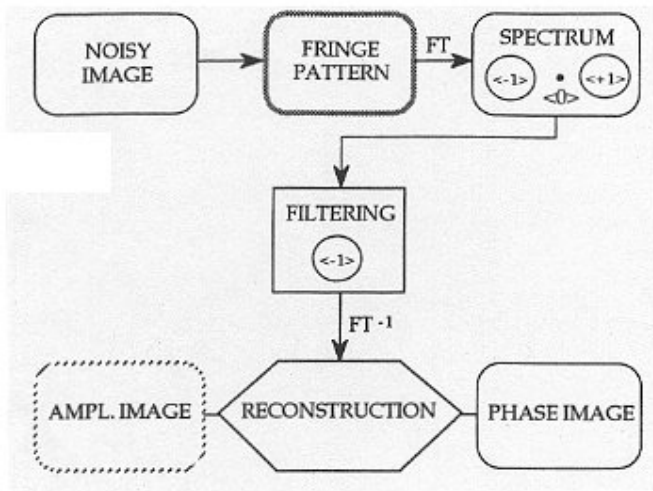 NOISY
IMAGE
FRINGE
PATTERN
FT
SPECTRUM
<-1>
<+1>
<0>
FILTERING
<-1>
FT -1
AMPL. IMAGE
RECONSTRUCTION
PHASE IMAGE